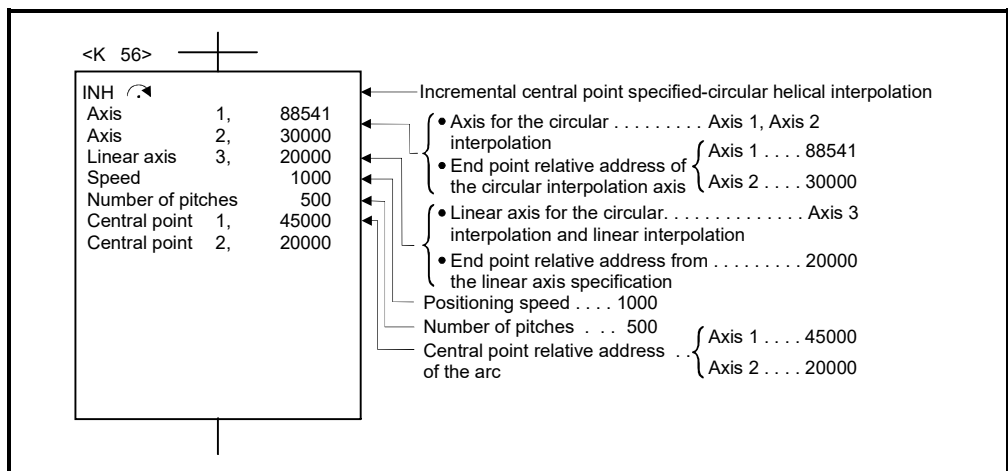 <K 56>
INH
Axis 1, 88541
Axis 2, 30000
Linear axis 3, 20000
Speed 1000
Number of pitches 500
Central point 1, 45000
Central point 2, 20000
Incremental central point specified-circular helical interpolation
• Axis for the circular . . . . . . . . . Axis 1, Axis 2
interpolation
• End point relative address of
the circular interpolation axis
Axis 1 . . . . 88541
Axis 2 . . . . 30000
• Linear axis for the circular. . . . . . . . . . . . . . Axis 3
interpolation and linear interpolation
• End point relative address from . . . . . . . . . 20000
the linear axis specification
Positioning speed . . . . 1000
Number of pitches . . . 500
Central point relative address . .
of the arc
Axis 1 . . . . 45000
Axis 2 . . . . 20000